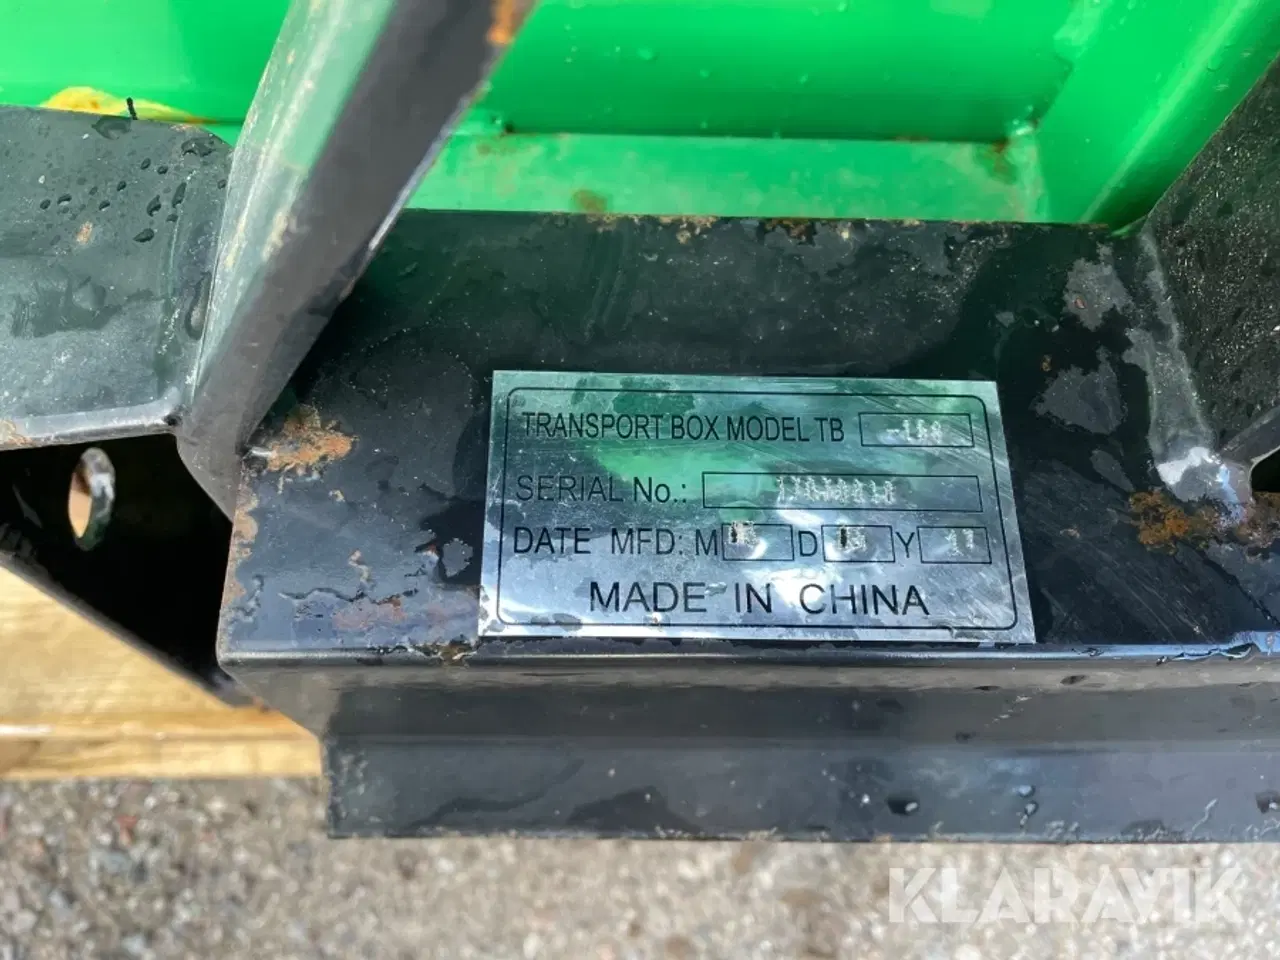 TRANSPORT BOX MODEL TB
SERIAL No.:
DATE MFD: M D Y
MADE IN CHINA
KLARAVIK